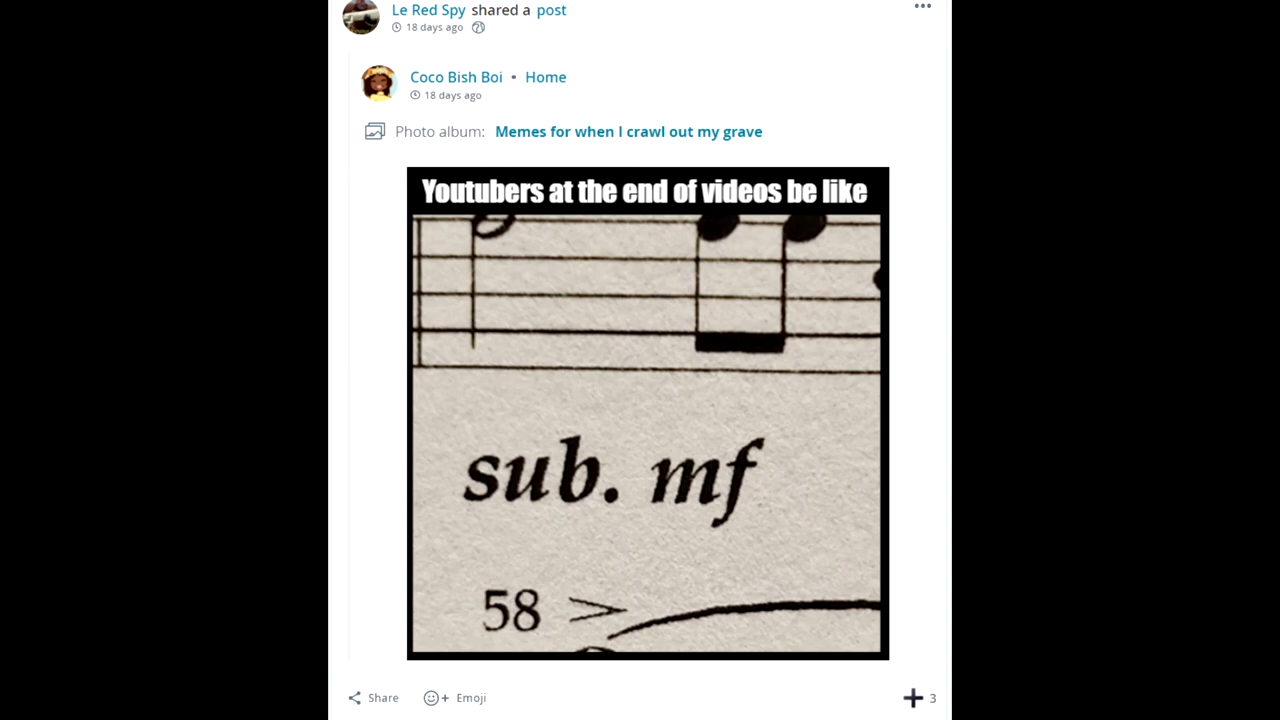 Le Red Spy shared a post
18 days ago
Coco Bish Boi • Home
18 days ago
Photo album: Memes for when I crawl out my grave
Youtubers at the end of videos be like
sub. mf
58
Share Emoji 3